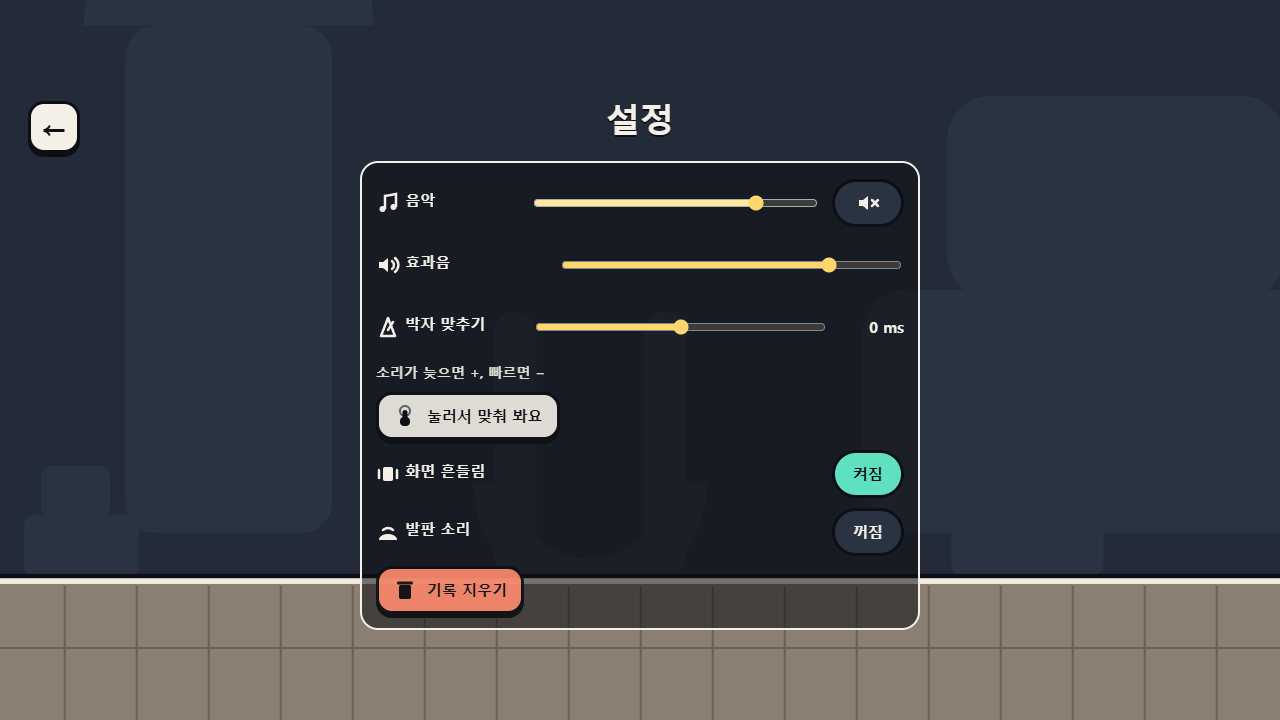 설정
음악
효과음
박자 맞추기
0 ms
소리가 늦으면 +, 빠르면 −
눌러서 맞춰 봐요
화면 흔들림
켜짐
발판 소리
꺼짐
기록 지우기